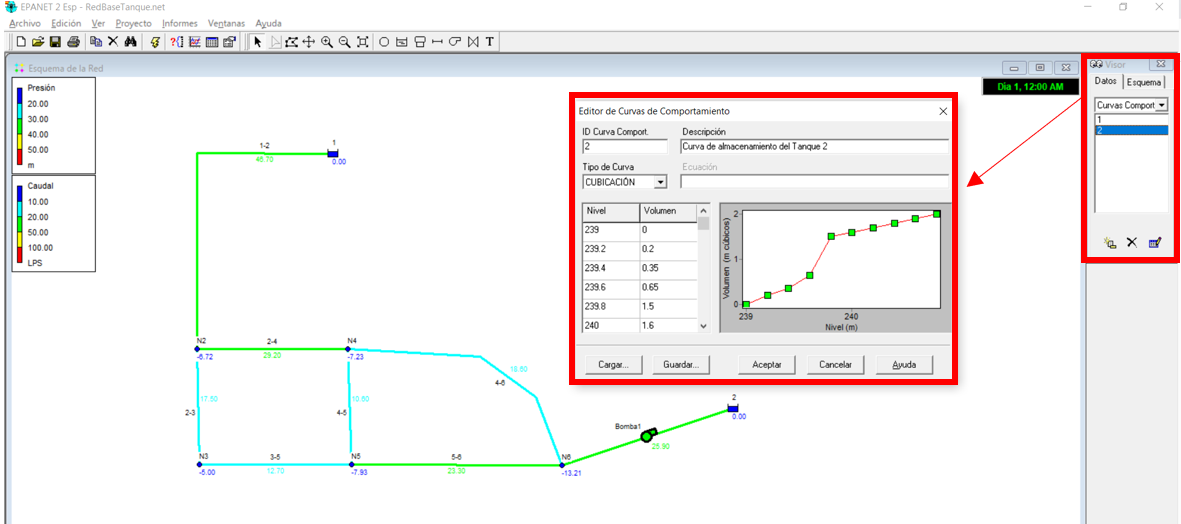 EPANET 2 Esp - RedBaseTanque.net
Archivo Edición Ver Proyecto Informes Ventanas Ayuda
T
Esquema de la Red
Presión
20.00
30.00
40.00
50.00
m
Caudal
10.00
20.00
50.00
100.00
LPS
Día 1, 12:00 AM
1-2
45.70
1
0.00
N2
-6.72
2-4
29.20
N4
-7.23
18.60
4-6
17.50
2-3
4-5
10.60
N3
-5.00
3-5
12.70
N5
-7.93
5-6
23.30
N6
-13.21
Bomba1
25.90
2
0.00
Editor de Curvas de Comportamiento
ID Curva Comport. Descripción
2 Curva de almacenamiento del Tanque 2
Tipo de Curva Ecuación
CUBICACIÓN
Nivel Volumen
239 0
239.2 0.2
239.4 0.35
239.6 0.65
239.8 1.5
240 1.6
Volumen (m cúbicos)
2
1
0
239 240
Nivel (m)
Cargar... Guardar... Aceptar Cancelar Ayuda
Visor
Datos Esquema
Curvas Comport
1
2